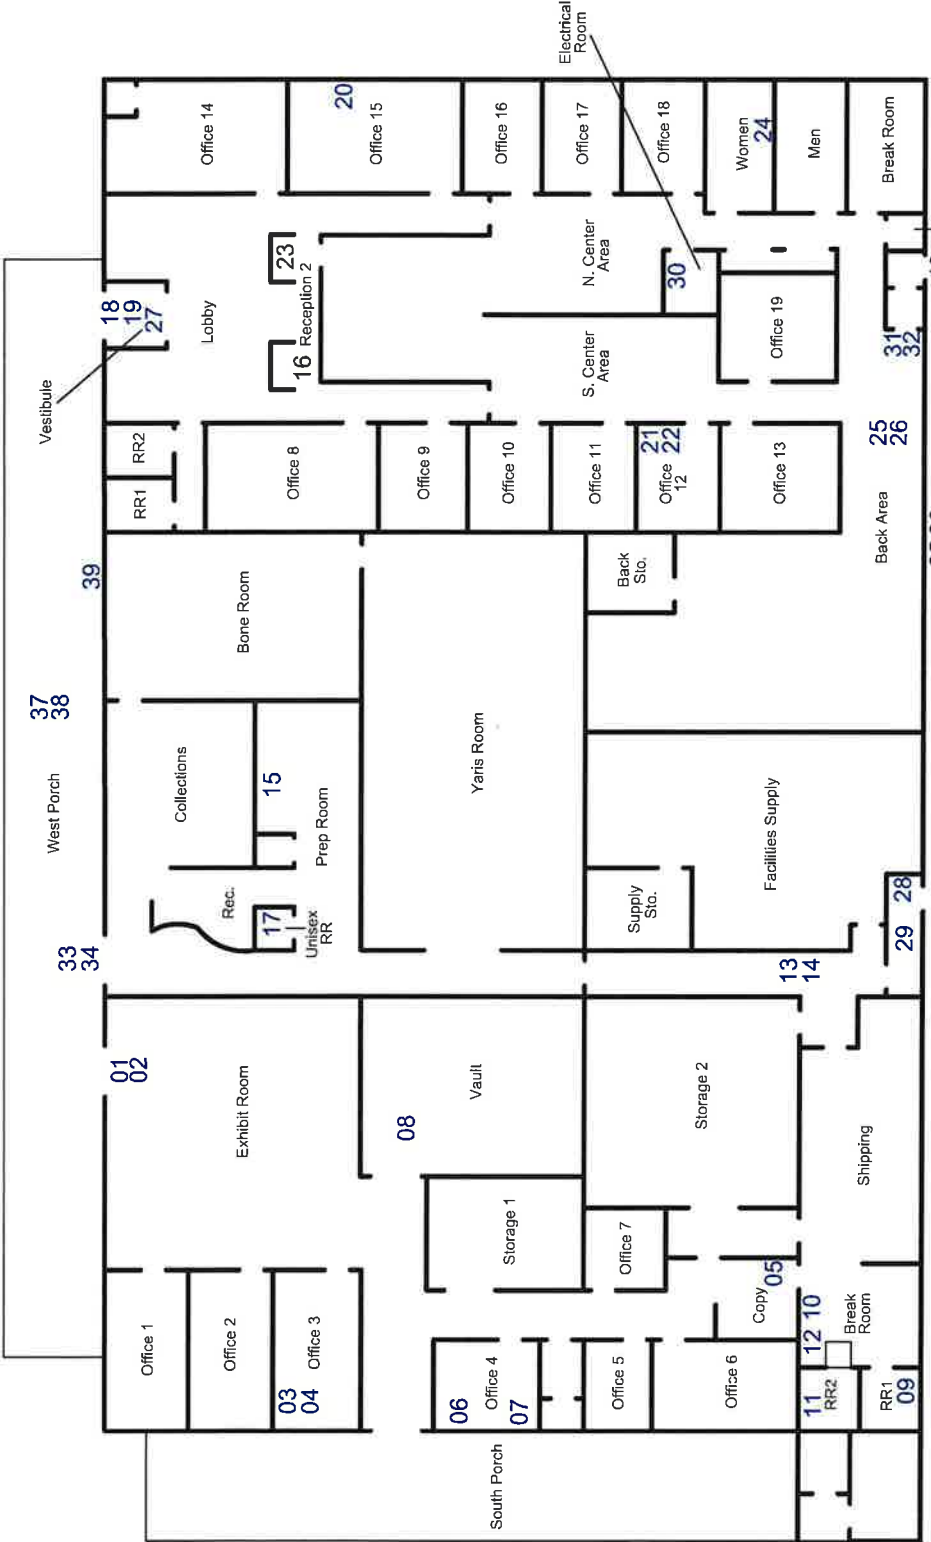 West Porch
Vestibule
33
34
37
38
39
01
02
18
19
27
Office 1
RR1
RR2
Collections
Lobby
Office 14
Office 2
Exhibit Room
Rec.
Bone Room
03
04
Office 3
17
15
Unisex
RR
Prep Room
Office 8
16
Reception 2
23
20
Office 15
08
Office 9
06
Office 4
07
Vault
Yaris Room
Office 10
Office 16
South Porch
Storage 1
Office 5
Office 7
Office 11
S. Center
Area
N. Center
Area
Office 17
Electrical
Room
Supply
Sto.
Back
Sto.
21
22
Office
12
30
Office 18
Storage 2
Office 6
Copy
05
Facilities Supply
Office 13
Office 19
Women
24
13
14
11
RR2
12
10
Break
Room
Shipping
Men
RR1
09
29
28
Back Area
25
26
31
32
Break Room